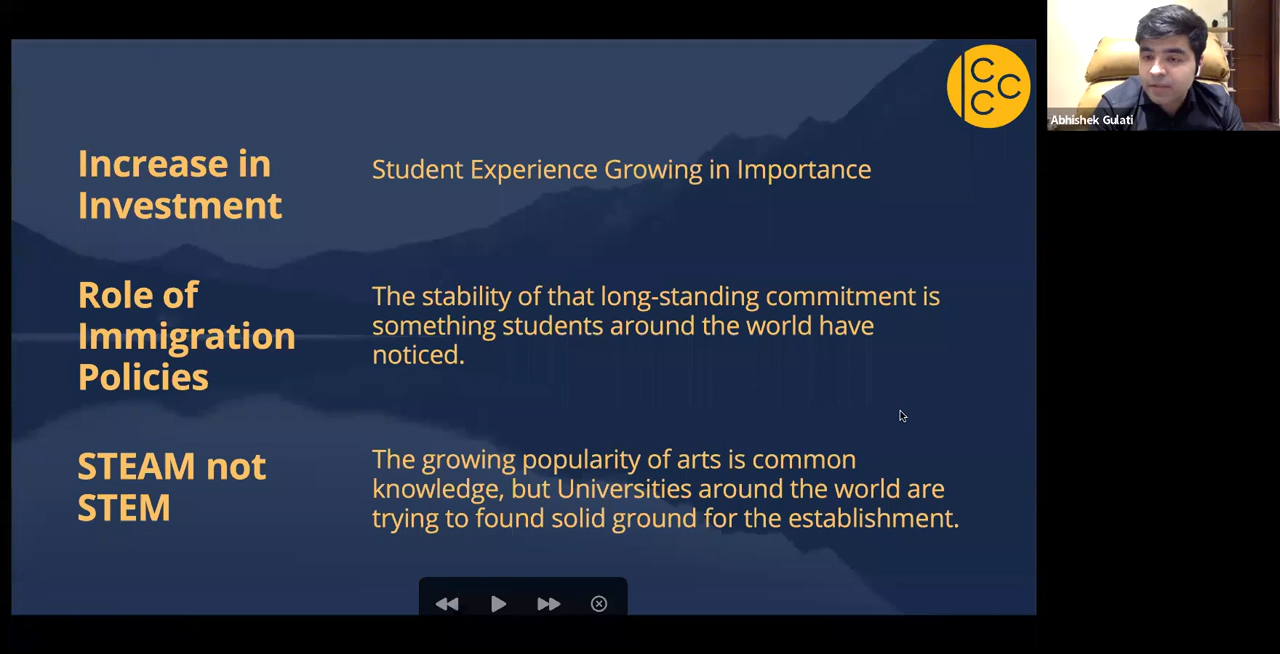 CCC
Abhishek Gulati
Increase in
Investment
Student Experience Growing in Importance
Role of
Immigration
Policies
The stability of that long-standing commitment is
something students around the world have
noticed.
STEAM not
STEM
The growing popularity of arts is common
knowledge, but Universities around the world are
trying to found solid ground for the establishment.